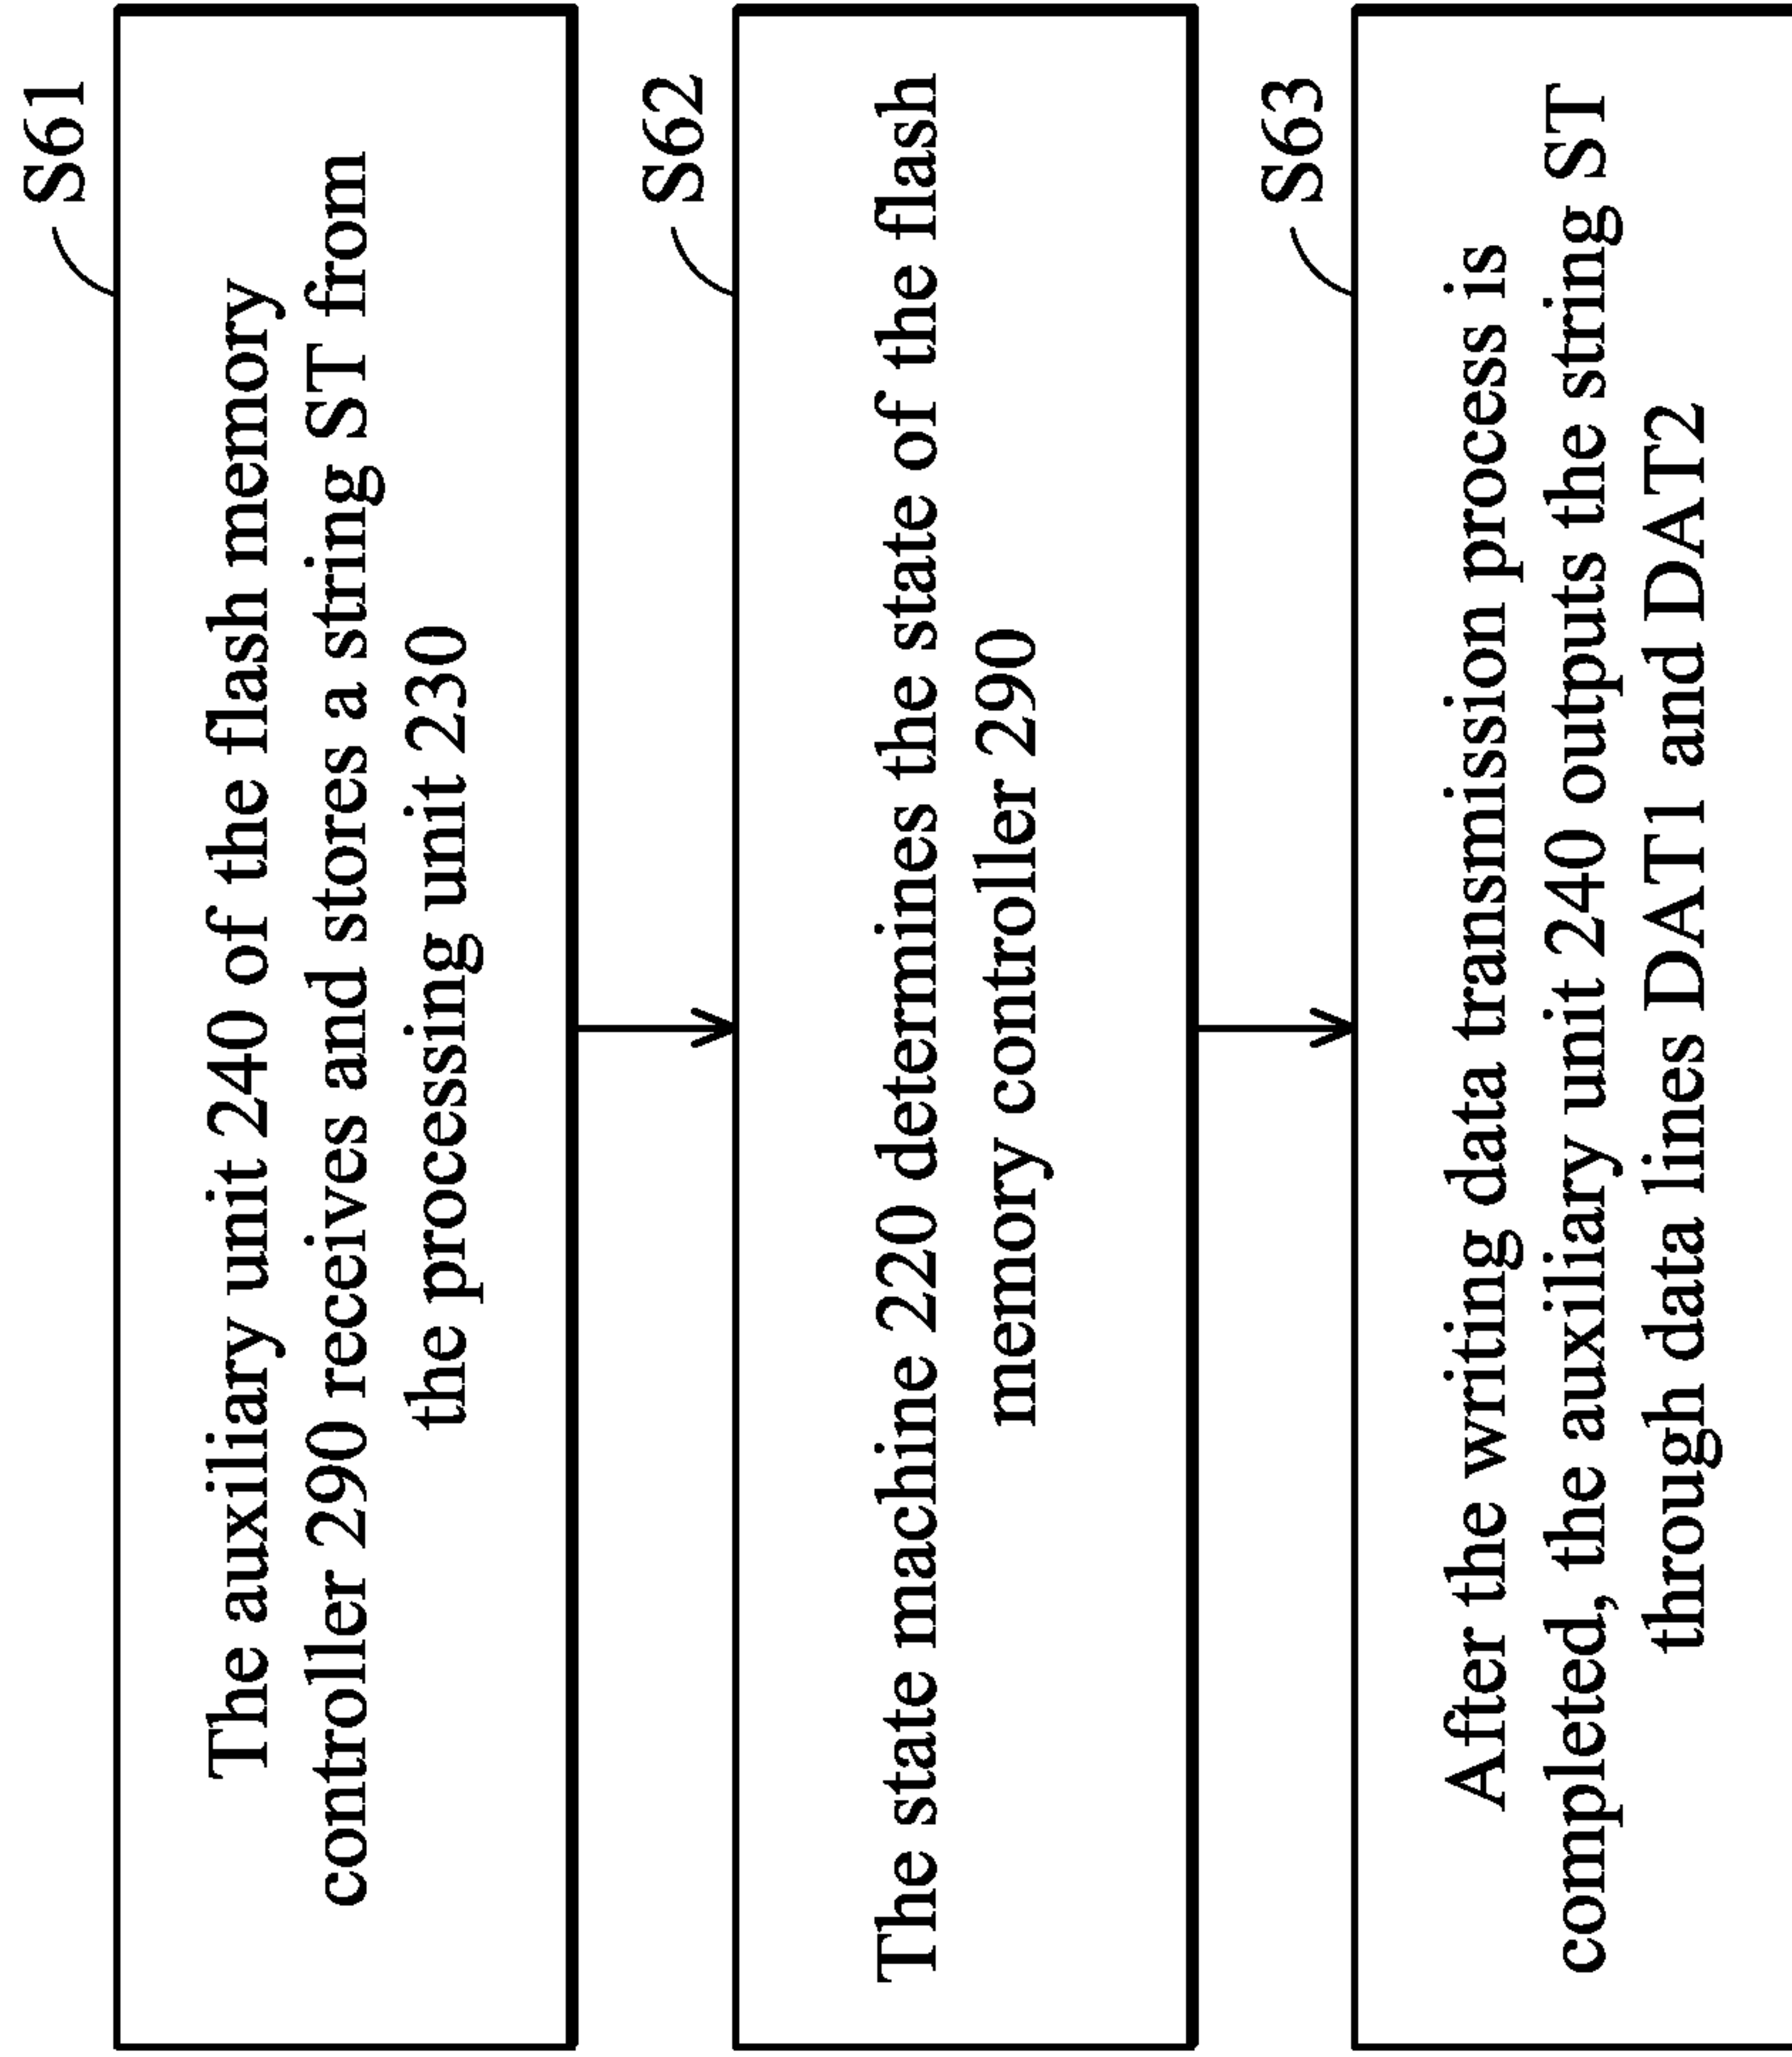 S61
The auxiliary unit 240 of the flash memory
controller 290 receives and stores a string ST from
the processing unit 230
S62
The state machine 220 determines the state of the flash
memory controller 290
S63
After the writing data transmission process is
completed, the auxiliary unit 240 outputs the string ST
through data lines DAT1 and DAT2